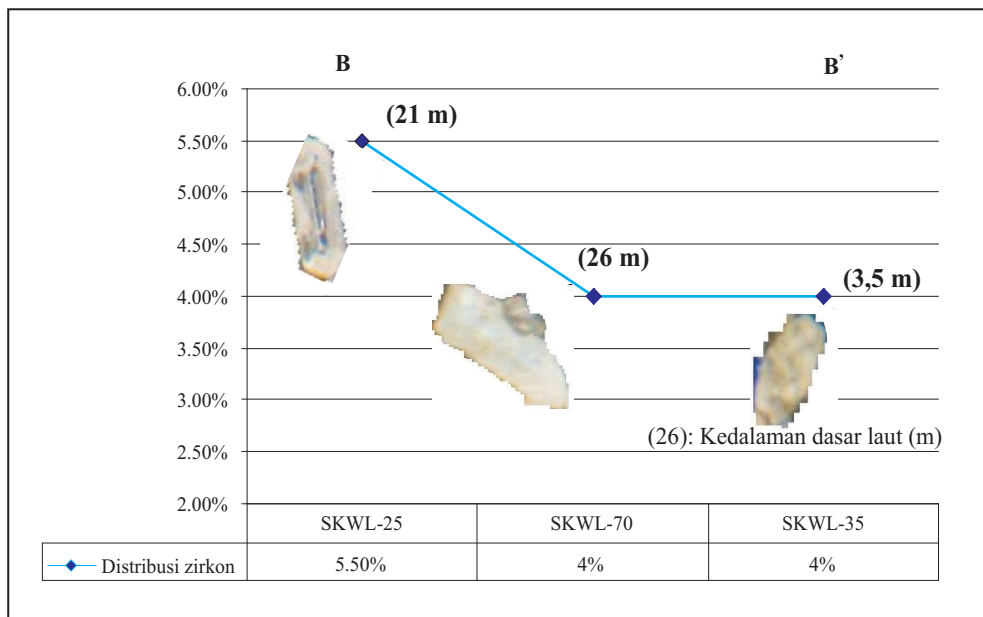 B B’
6.00%
(21 m)
5.50%
5.00%
4.50%
(26 m)
4.00%
(3,5 m)
3.50%
3.00%
(26): Kedalaman dasar laut (m)
2.50%
2.00%
SKWL-25 SKWL-70 SKWL-35
Distribusi zirkon 5.50% 4% 4%